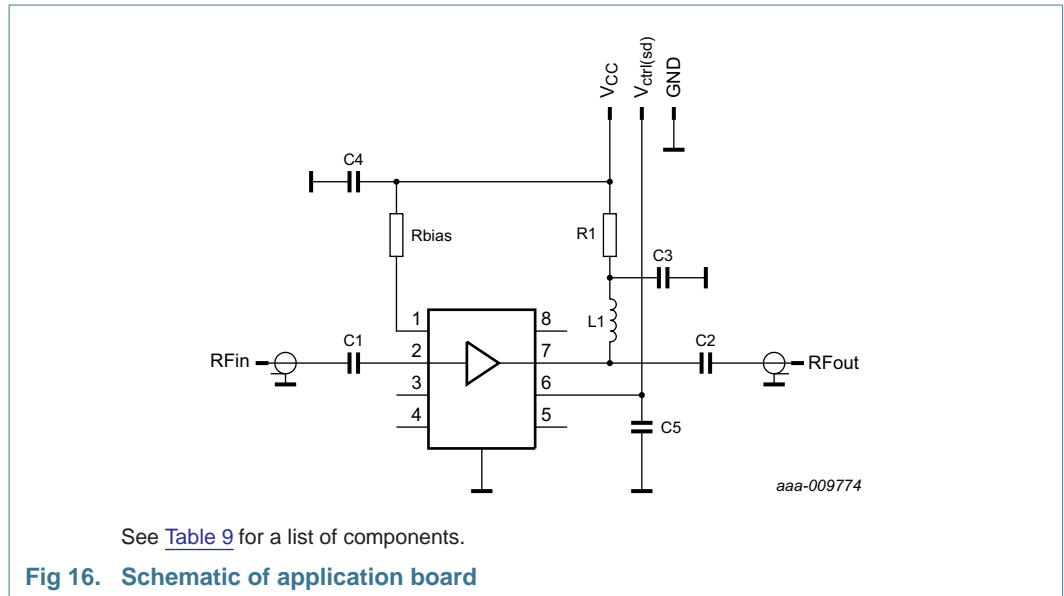 VCC
Vctrl(sd)
GND
C4
Rbias
R1
C3
L1
1
8
RFin
C1
2
7
C2
RFout
3
6
4
5
C5
aaa-009774
See Table 9 for a list of components.
Fig 16. Schematic of application board